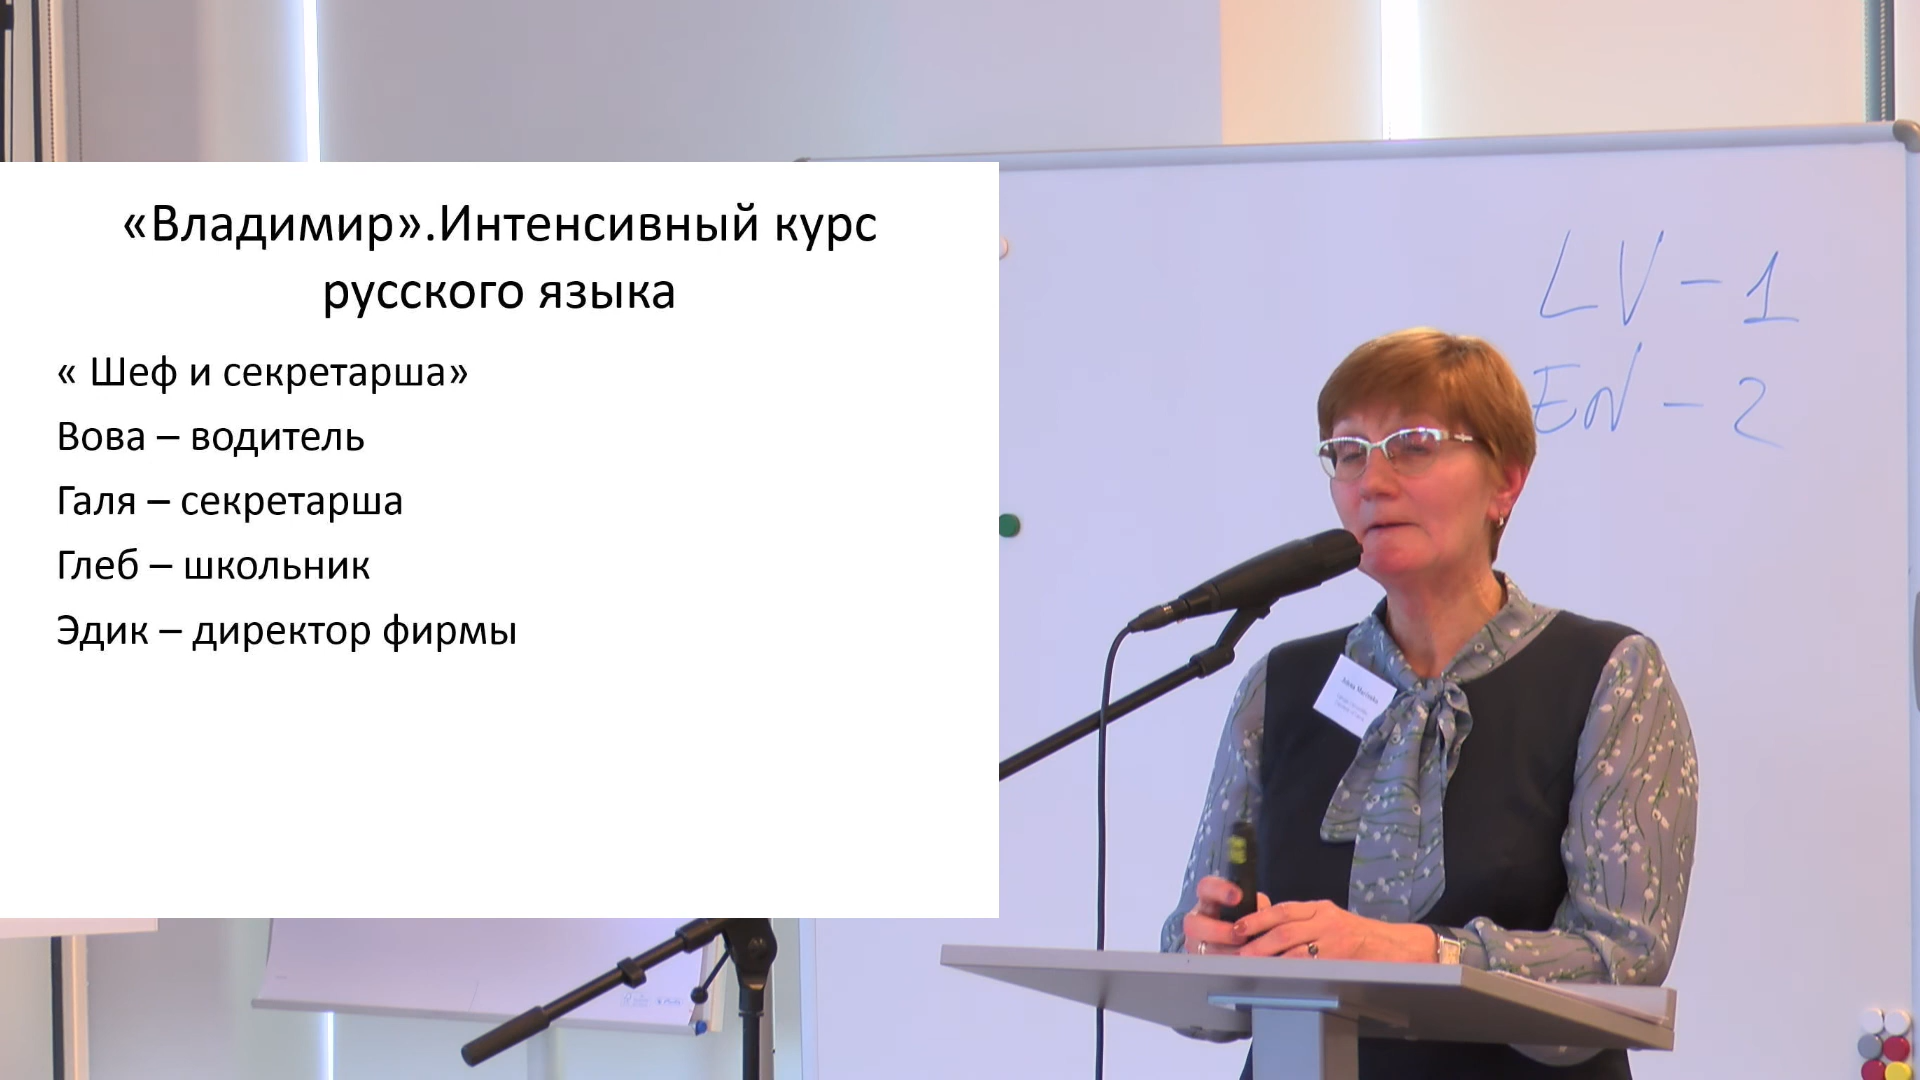 «Владимир».Интенсивный курс
русского языка
« Шеф и секретарша»
Вова – водитель
Галя – секретарша
Глеб – школьник
Эдик – директор фирмы
LV – 1
EN – 2